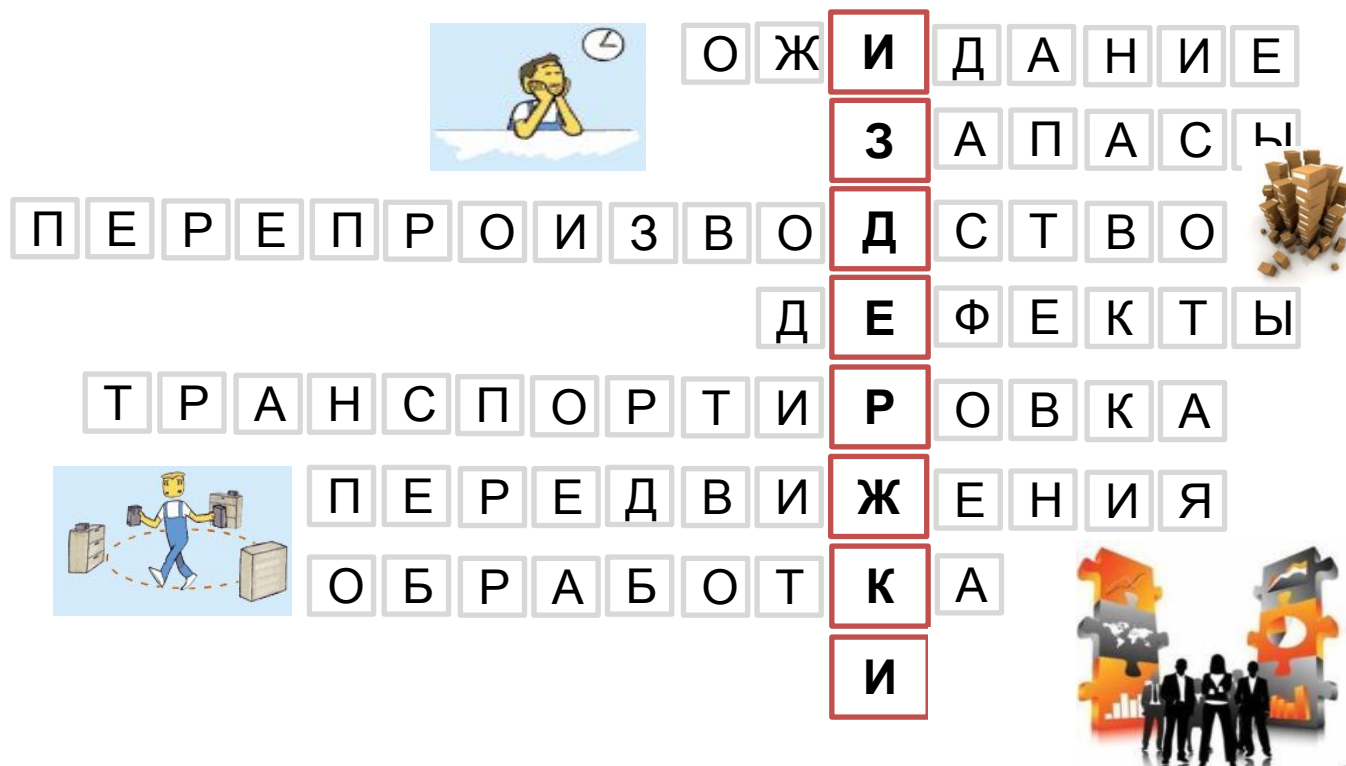 ОЖИДАНИЕ
ЗАПАСЫ
ПЕРЕПРОИЗВОДСТВО
ДЕФЕКТЫ
ТРАНСПОРТИРОВКА
ПЕРЕДВИЖЕНИЯ
ОБРАБОТКА
И